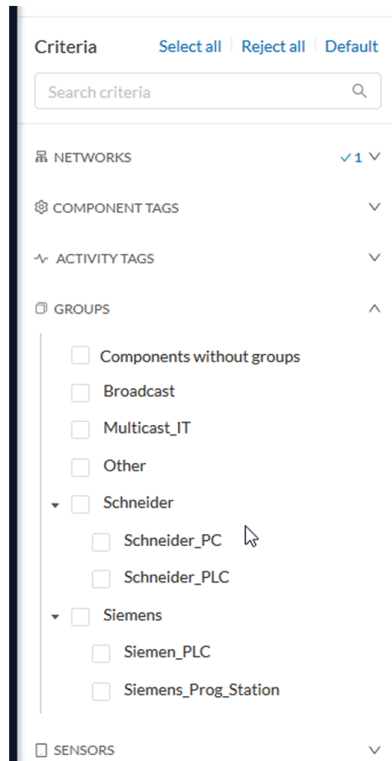 Criteria Select all Reject all Default
Search criteria
NETWORKS 1
COMPONENT TAGS
ACTIVITY TAGS
GROUPS
Components without groups
Broadcast
Multicast_IT
Other
Schneider
Schneider_PC
Schneider_PLC
Siemens
Siemen_PLC
Siemens_Prog_Station
SENSORS